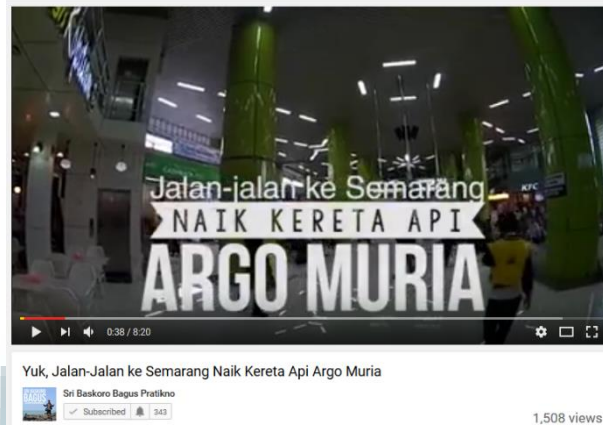 Jalan-jalan ke Semarang
NAIK KERETA API
ARGO MURIA
KFC
0:38 / 8:20
Yuk, Jalan-Jalan ke Semarang Naik Kereta Api Argo Muria
BAGUS
Sri Baskoro Bagus Pratikno
Subscribed 343
1,508 views